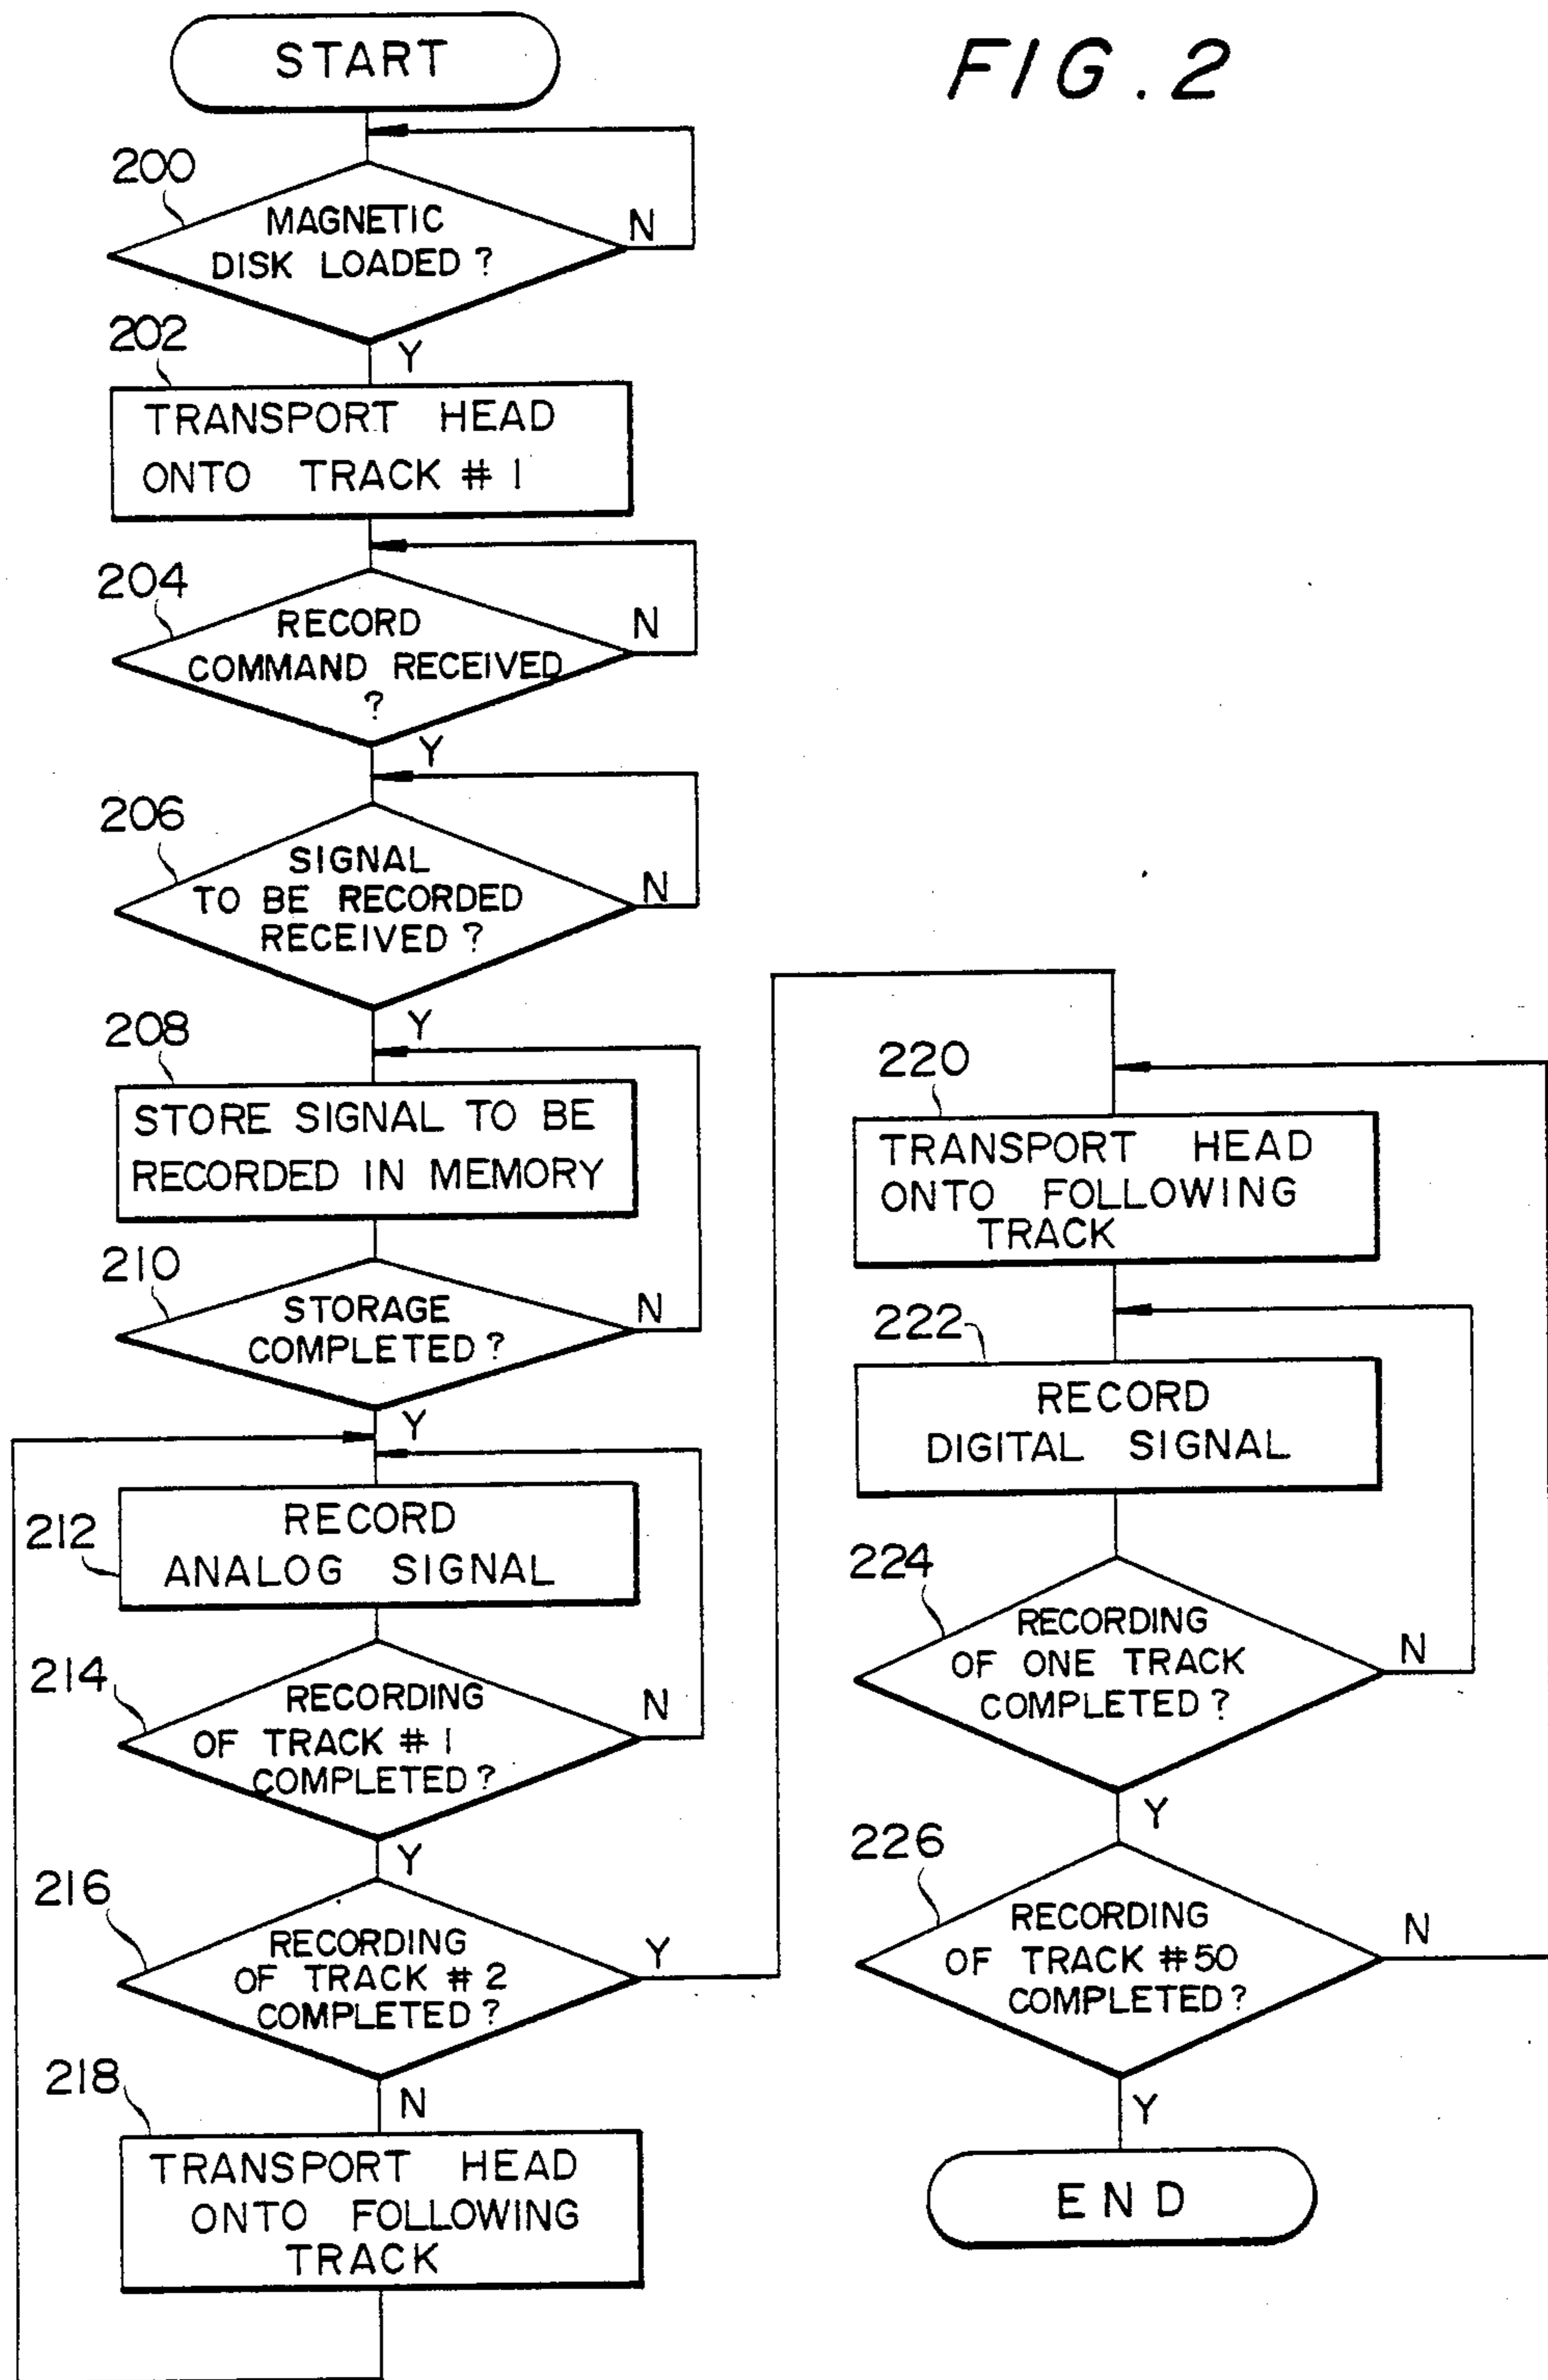 FIG. 2
START
200
MAGNETIC
DISK LOADED ?
N
Y
202
TRANSPORT HEAD
ONTO TRACK # 1
204
RECORD
COMMAND RECEIVED
?
N
Y
206
SIGNAL
TO BE RECORDED
RECEIVED ?
N
Y
208
STORE SIGNAL TO BE
RECORDED IN MEMORY
210
STORAGE
COMPLETED ?
N
Y
212
RECORD
ANALOG SIGNAL
214
RECORDING
OF TRACK # 1
COMPLETED ?
N
Y
216
RECORDING
OF TRACK # 2
COMPLETED ?
Y
N
218
TRANSPORT HEAD
ONTO FOLLOWING
TRACK
220
TRANSPORT HEAD
ONTO FOLLOWING
TRACK
222
RECORD
DIGITAL SIGNAL
224
RECORDING
OF ONE TRACK
COMPLETED ?
N
Y
226
RECORDING
OF TRACK #50
COMPLETED ?
N
Y
END